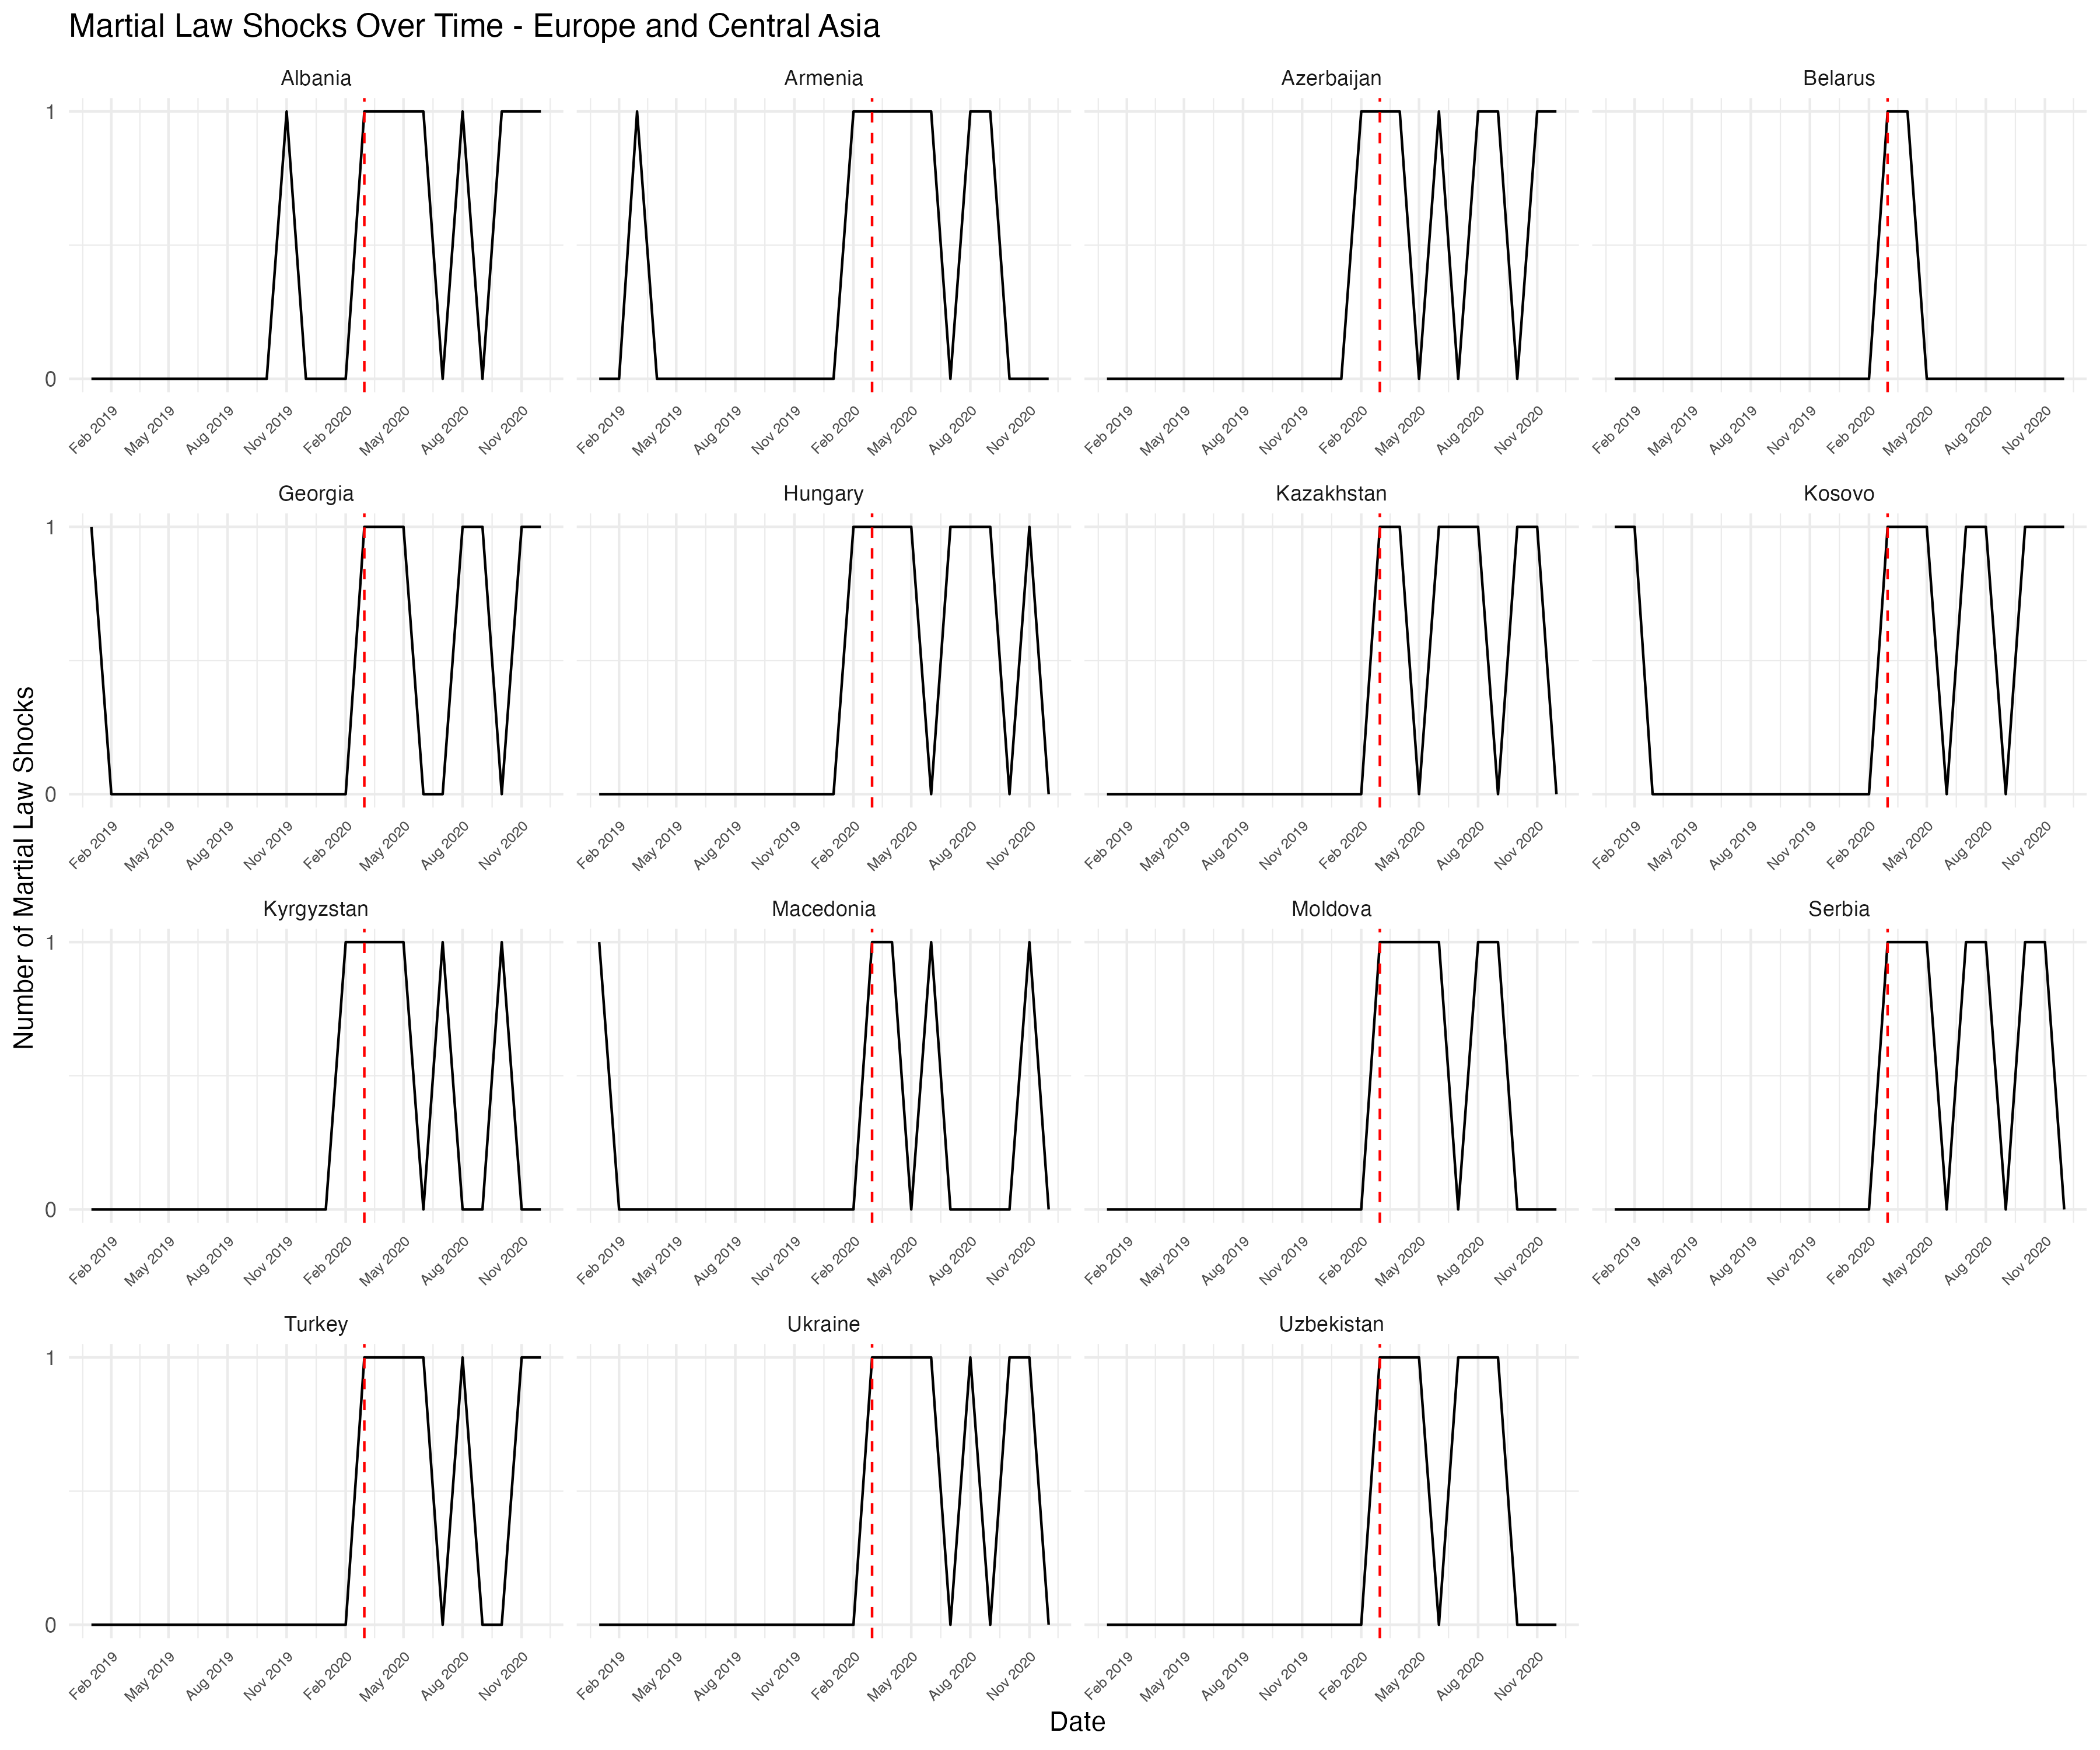 Martial Law Shocks Over Time - Europe and Central Asia
Albania Armenia Azerbaijan Belarus
1
0
Feb 2019 May 2019 Aug 2019 Nov 2019 Feb 2020 May 2020 Aug 2020 Nov 2020 Feb 2019 May 2019 Aug 2019 Nov 2019 Feb 2020 May 2020 Aug 2020 Nov 2020 Feb 2019 May 2019 Aug 2019 Nov 2019 Feb 2020 May 2020 Aug 2020 Nov 2020 Feb 2019 May 2019 Aug 2019 Nov 2019 Feb 2020 May 2020 Aug 2020 Nov 2020
Georgia Hungary Kazakhstan Kosovo
1
0
Feb 2019 May 2019 Aug 2019 Nov 2019 Feb 2020 May 2020 Aug 2020 Nov 2020 Feb 2019 May 2019 Aug 2019 Nov 2019 Feb 2020 May 2020 Aug 2020 Nov 2020 Feb 2019 May 2019 Aug 2019 Nov 2019 Feb 2020 May 2020 Aug 2020 Nov 2020 Feb 2019 May 2019 Aug 2019 Nov 2019 Feb 2020 May 2020 Aug 2020 Nov 2020
Number of Martial Law Shocks
Kyrgyzstan Macedonia Moldova Serbia
1
0
Feb 2019 May 2019 Aug 2019 Nov 2019 Feb 2020 May 2020 Aug 2020 Nov 2020 Feb 2019 May 2019 Aug 2019 Nov 2019 Feb 2020 May 2020 Aug 2020 Nov 2020 Feb 2019 May 2019 Aug 2019 Nov 2019 Feb 2020 May 2020 Aug 2020 Nov 2020 Feb 2019 May 2019 Aug 2019 Nov 2019 Feb 2020 May 2020 Aug 2020 Nov 2020
Turkey Ukraine Uzbekistan
1
0
Feb 2019 May 2019 Aug 2019 Nov 2019 Feb 2020 May 2020 Aug 2020 Nov 2020 Feb 2019 May 2019 Aug 2019 Nov 2019 Feb 2020 May 2020 Aug 2020 Nov 2020 Feb 2019 May 2019 Aug 2019 Nov 2019 Feb 2020 May 2020 Aug 2020 Nov 2020
Date